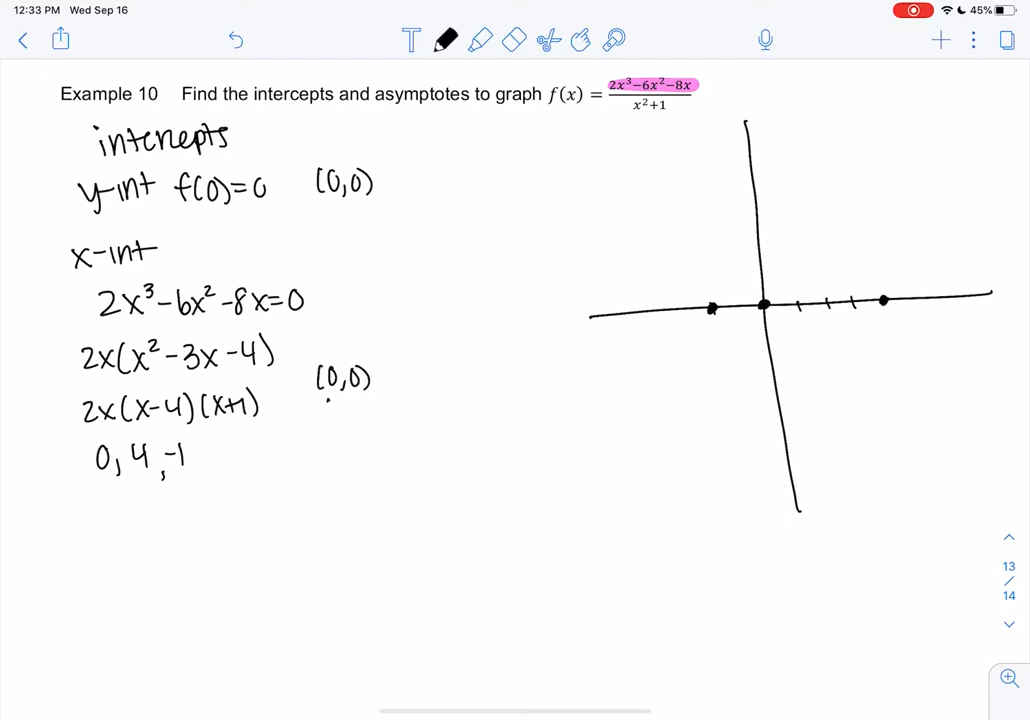 12:33 PM Wed Sep 16
45%
T
Example 10 Find the intercepts and asymptotes to graph f(x) = (2x³−6x²−8x)/(x²+1)
intercepts
y-int f(0)=0 (0,0)
x-int
2x³-6x²-8x=0
2x(x²-3x-4)
(0,0)
2x(x-4)(x+1)
0, 4, -1
13
/
14